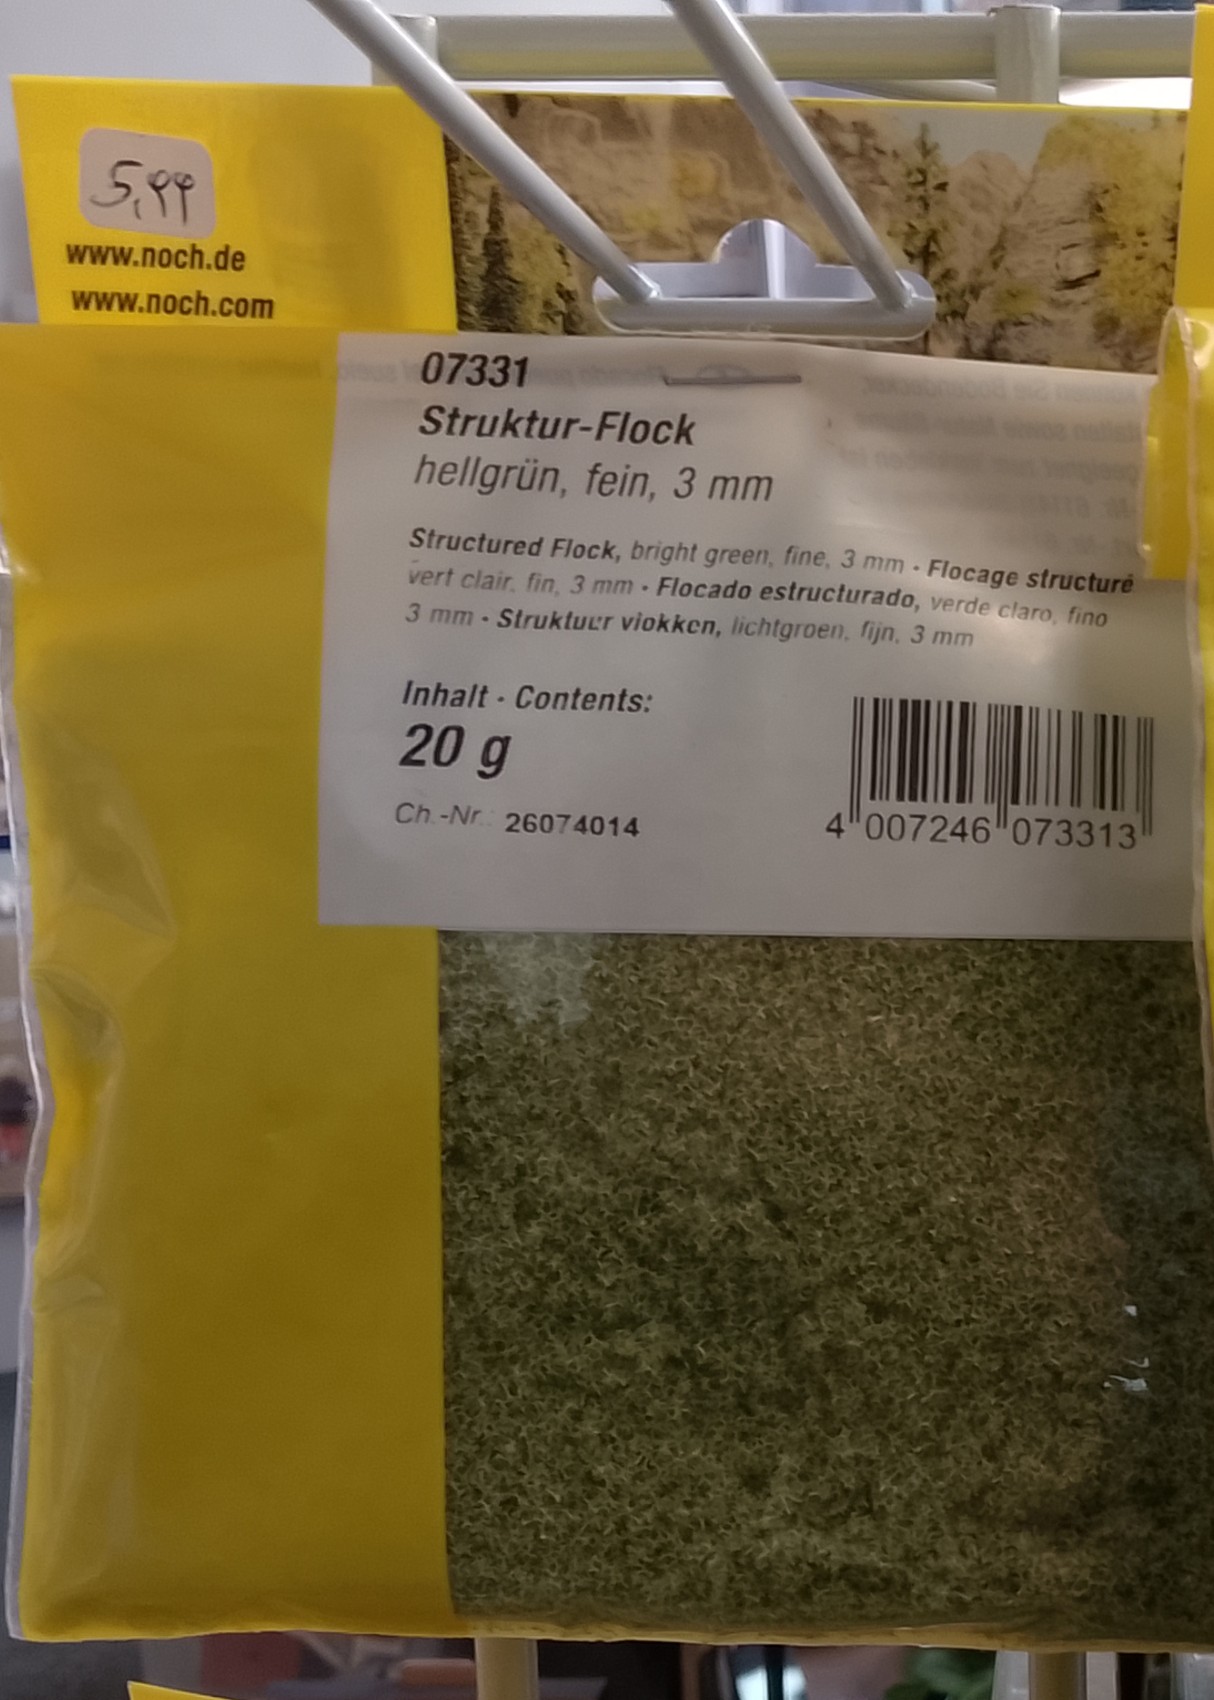 5,99
www.noch.de
www.noch.com
07331
Struktur-Flock
hellgrün, fein, 3 mm
Structured Flock, bright green, fine, 3 mm · Flocage structuré
vert clair, fin, 3 mm · Flocado estructurado, verde claro, fino
3 mm · Struktuur vlokken, lichtgroen, fijn, 3 mm
Inhalt · Contents:
20 g
Ch.-Nr.: 26074014
4 007246 073313